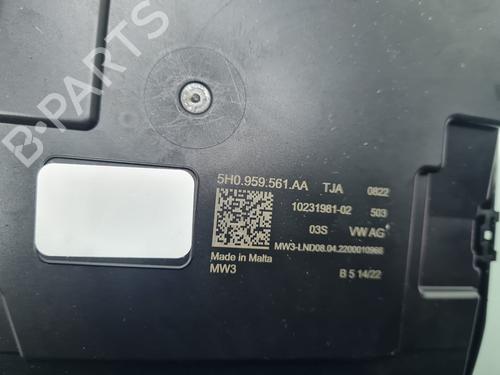 B-PARTS
5H0.959.561.AA TJA 0822
10231981-02 503
03S VW AG
MW3-LND08.04.2200010966
Made in Malta
MW3 B 5 14/22